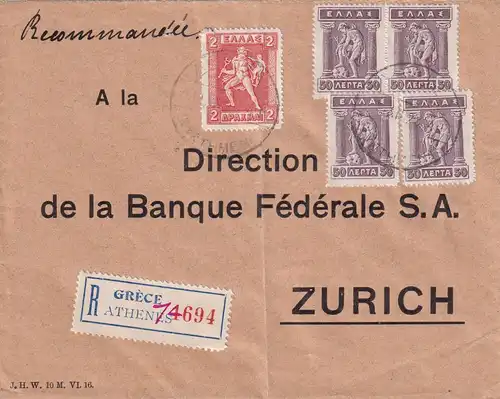 Recommandée
ΕΛΛΑΣ
2 2
ΔΡΑΧΜΑΙ
ΕΛΛΑΣ ΕΛΛΑΣ
50 ΛΕΠΤΑ 50 50 ΛΕΠΤΑ 50
ΕΛΛΑΣ ΕΛΛΑΣ
50 ΛΕΠΤΑ 50 50 ΛΕΠΤΑ 50
A la
Direction
de la Banque Fédérale S.A.
ZURICH
R GRÈCE
ATHENES 74694
J. H. W. 10 M. VI. 16.